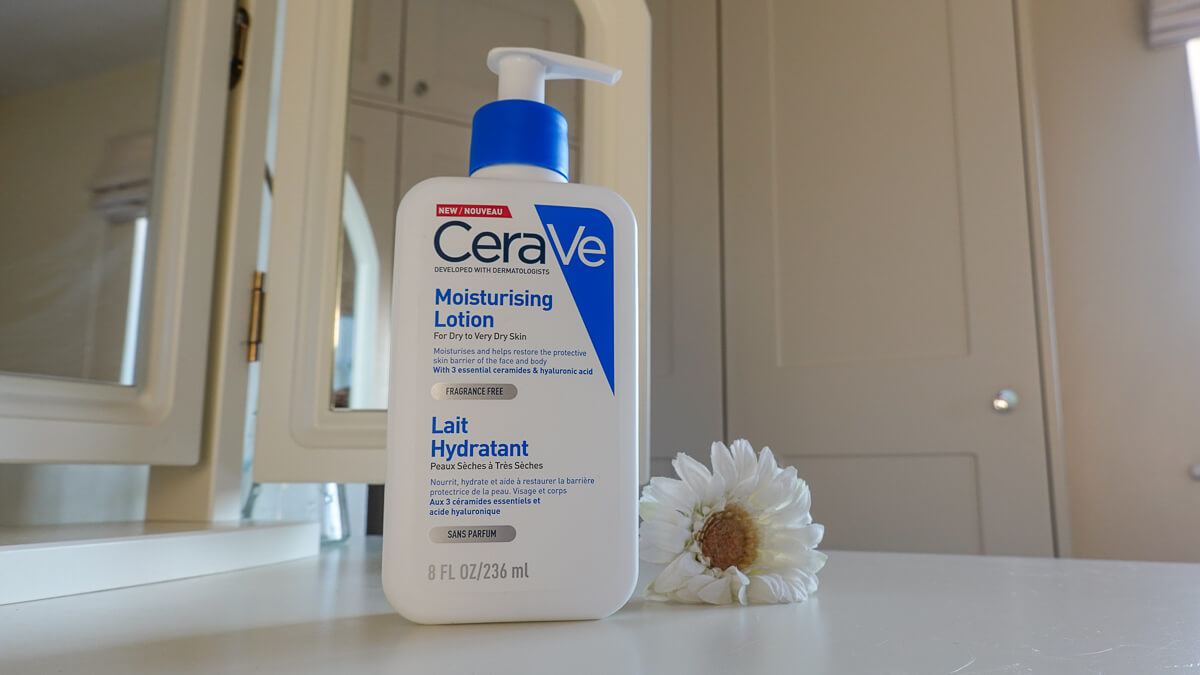 NEW / NOUVEAU
CeraVe
DEVELOPED WITH DERMATOLOGISTS
Moisturising
Lotion
For Dry to Very Dry Skin
Moisturises and helps restore the protective
skin barrier of the face and body
With 3 essential ceramides & hyaluronic acid
FRAGRANCE FREE
Lait
Hydratant
Peaux Sèches à Très Sèches
Nourrit, hydrate et aide à restaurer la barrière
protectrice de la peau. Visage et corps
Aux 3 céramides essentiels et
acide hyaluronique
SANS PARFUM
8 FL OZ/236 ml